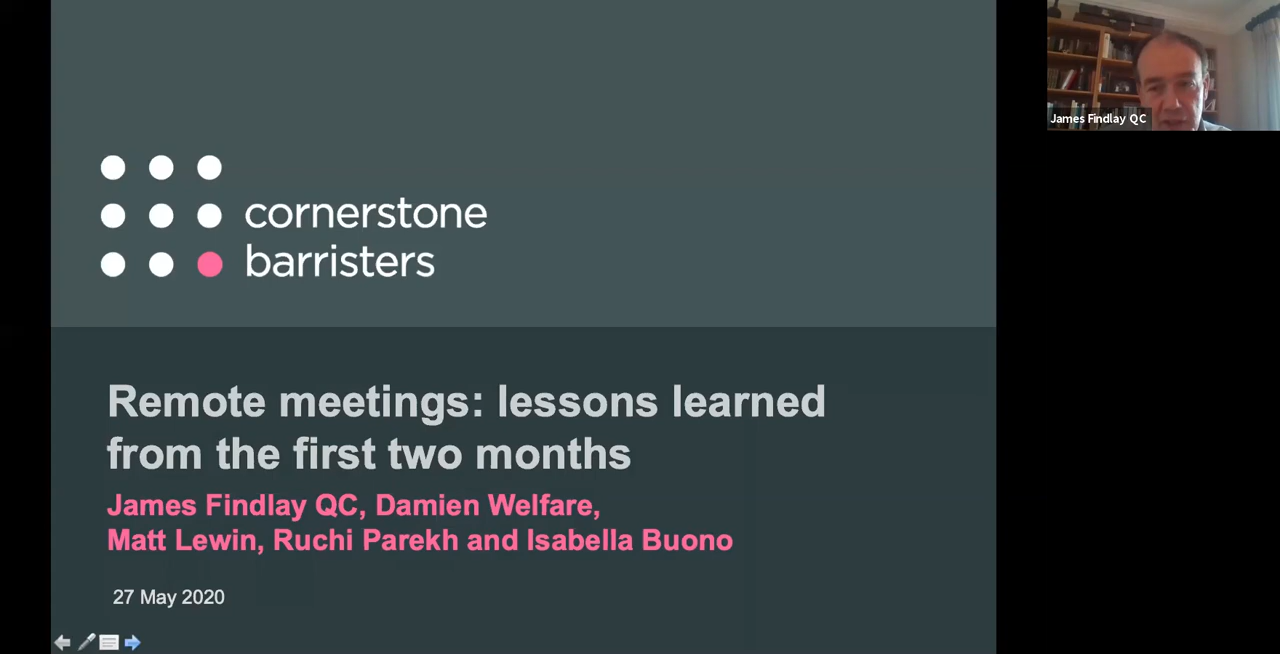 James Findlay QC
cornerstone
barristers
Remote meetings: lessons learned
from the first two months
James Findlay QC, Damien Welfare,
Matt Lewin, Ruchi Parekh and Isabella Buono
27 May 2020